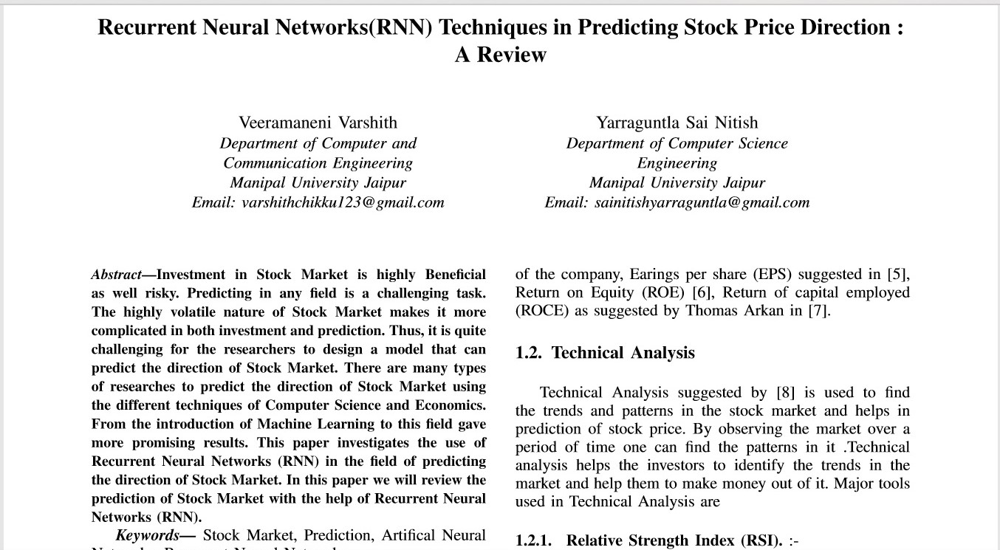 Recurrent Neural Networks(RNN) Techniques in Predicting Stock Price Direction :
A Review
Veeramaneni Varshith
Department of Computer and
Communication Engineering
Manipal University Jaipur
Email: varshithchikku123@gmail.com
Yarraguntla Sai Nitish
Department of Computer Science
Engineering
Manipal University Jaipur
Email: sainitishyarraguntla@gmail.com
Abstract—Investment in Stock Market is highly Beneficial
as well risky. Predicting in any field is a challenging task.
The highly volatile nature of Stock Market makes it more
complicated in both investment and prediction. Thus, it is quite
challenging for the researchers to design a model that can
predict the direction of Stock Market. There are many types
of researches to predict the direction of Stock Market using
the different techniques of Computer Science and Economics.
From the introduction of Machine Learning to this field gave
more promising results. This paper investigates the use of
Recurrent Neural Networks (RNN) in the field of predicting
the direction of Stock Market. In this paper we will review the
prediction of Stock Market with the help of Recurrent Neural
Networks (RNN).
Keywords— Stock Market, Prediction, Artifical Neural
of the company, Earings per share (EPS) suggested in [5],
Return on Equity (ROE) [6], Return of capital employed
(ROCE) as suggested by Thomas Arkan in [7].
1.2. Technical Analysis
Technical Analysis suggested by [8] is used to find
the trends and patterns in the stock market and helps in
prediction of stock price. By observing the market over a
period of time one can find the patterns in it .Technical
analysis helps the investors to identify the trends in the
market and help them to make money out of it. Major tools
used in Technical Analysis are
1.2.1. Relative Strength Index (RSI). :-